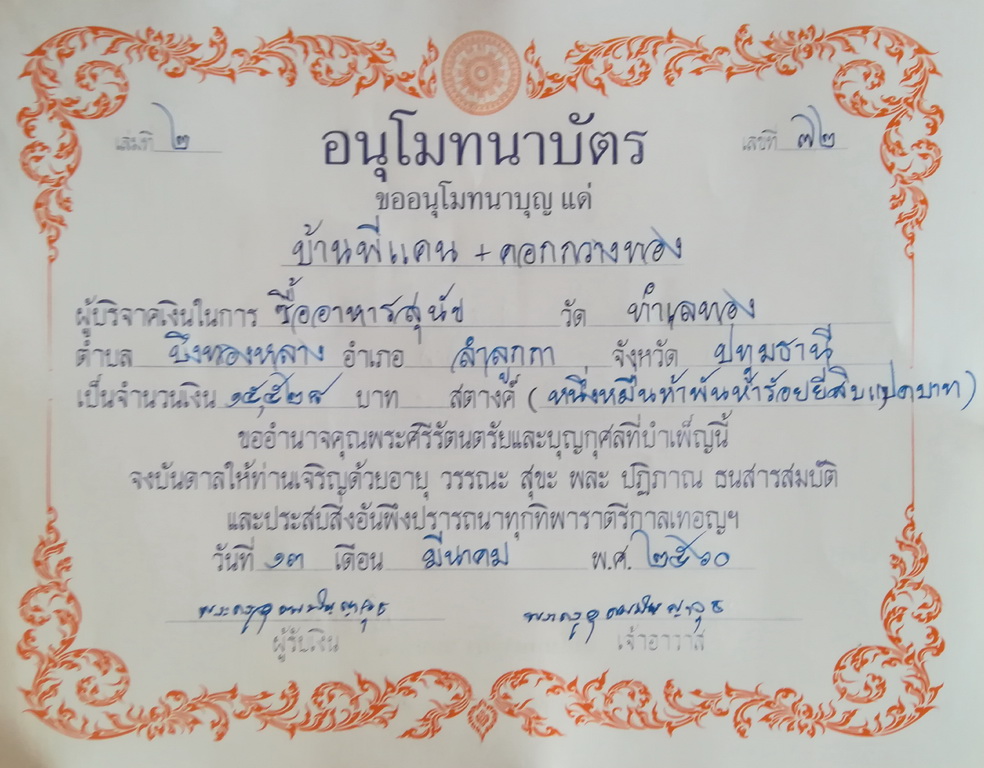 เล่มที่ ๒
เลขที่ ๗๒
อนุโมทนาบัตร
ขออนุโมทนาบุญ แด่
บ้านพี่แคน + คอกกวางทอง
ผู้บริจาคเงินในการ ซื้ออาหารสุนัข วัด ทำเลทอง
ตำบล บึงทองหลาง อำเภอ ลำลูกกา จังหวัด ปทุมธานี
เป็นจำนวนเงิน ๑๕,๕๒๘ บาท สตางค์ (หนึ่งหมื่นห้าพันห้าร้อยยี่สิบแปดบาท)
ขออำนาจคุณพระศรีรัตนตรัยและบุญกุศลที่บำเพ็ญนี้
จงบันดาลให้ท่านเจริญด้วยอายุ วรรณะ สุขะ พละ ปฏิภาณ ธนสารสมบัติ
และประสบสิ่งอันพึงปรารถนาทุกทิพาราตรีกาลเทอญฯ
วันที่ ๑๓ เดือน มีนาคม พ.ศ. ๒๕๖๐
ผู้รับเงิน เจ้าอาวาส